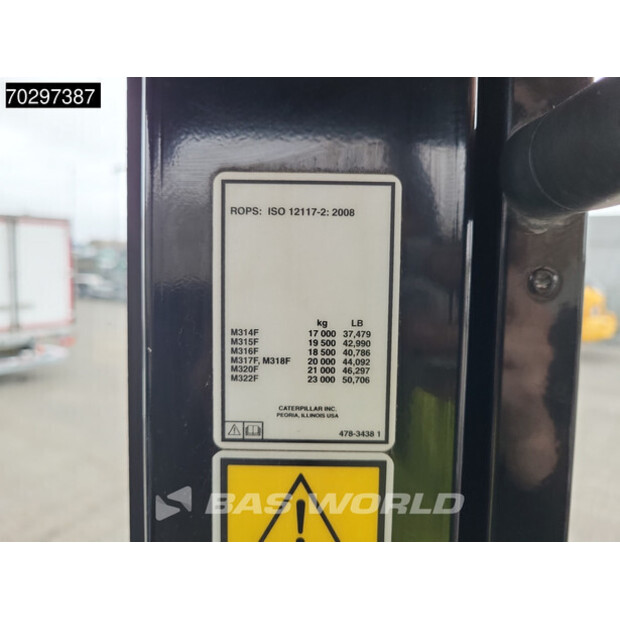 70297387
ROPS: ISO 12117-2: 2008
kg LB
M314F 17 000 37,479
M315F 19 500 42,990
M316F 18 500 40,786
M317F, M318F 20 000 44,092
M320F 21 000 46,297
M322F 23 000 50,706
CATERPILLAR INC.
PEORIA, ILLINOIS USA
478-3438 1
BAS WORLD